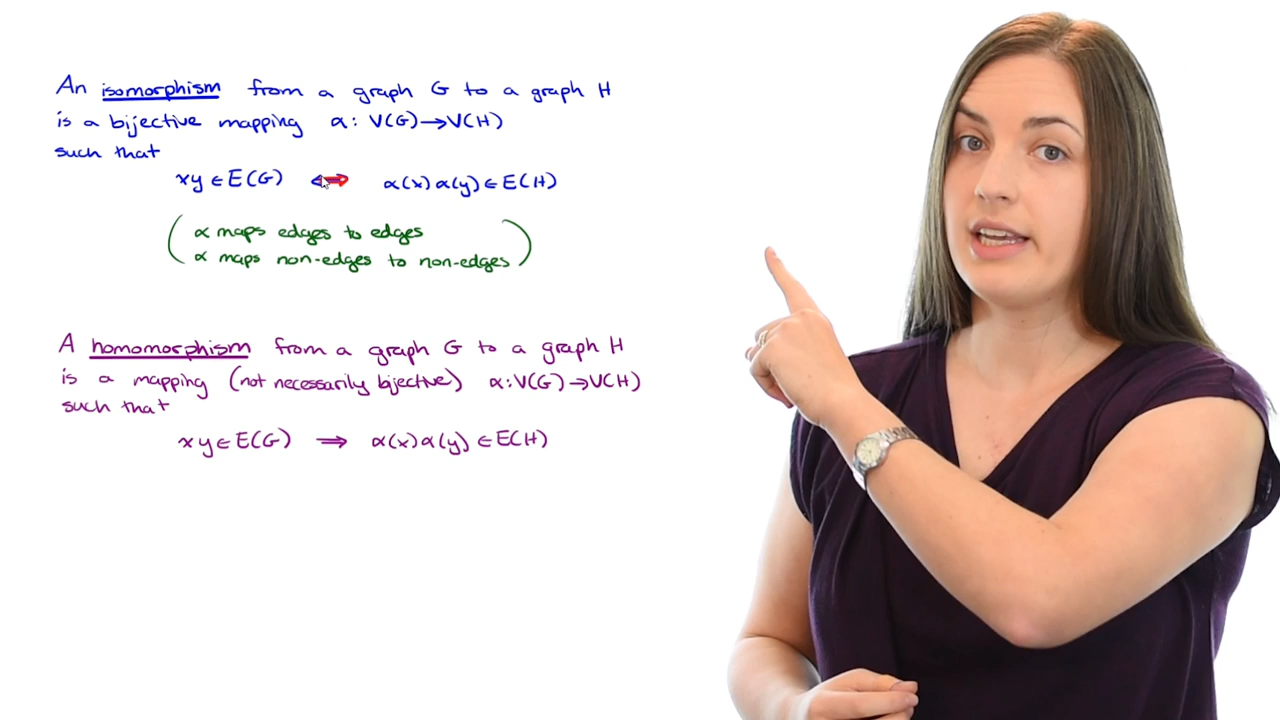 An isomorphism from a graph G to a graph H
is a bijective mapping α: V(G)→V(H)
such that
xy ∈ E(G) ⟺ α(x)α(y) ∈ E(H)
(α maps edges to edges
α maps non-edges to non-edges)
A homomorphism from a graph G to a graph H
is a mapping (not necessarily bijective) α: V(G)→V(H)
such that
xy ∈ E(G) ⟹ α(x)α(y) ∈ E(H)